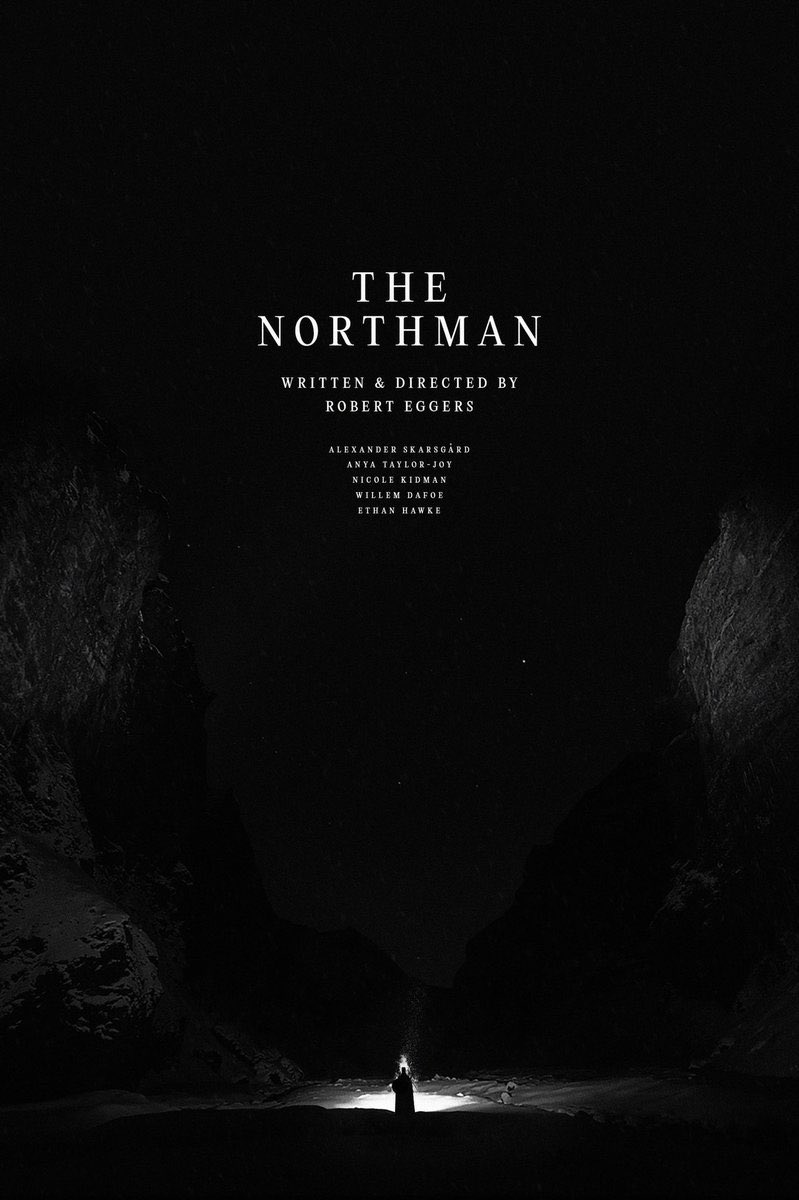 THE
NORTHMAN
WRITTEN & DIRECTED BY
ROBERT EGGERS
ALEXANDER SKARSGÅRD
ANYA TAYLOR-JOY
NICOLE KIDMAN
WILLEM DAFOE
ETHAN HAWKE